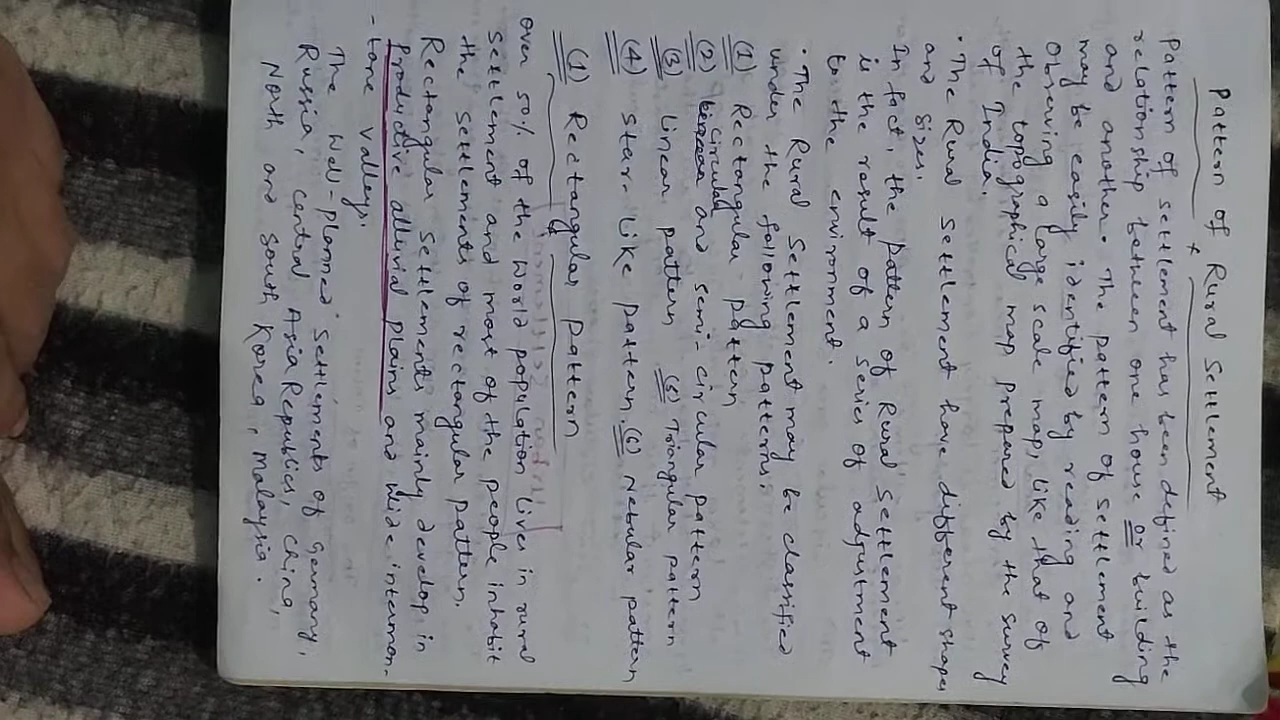 Pattern of Rural Settlement
Pattern of settlement has been defined as the
relationship between one house or building
and another. The pattern of settlement
may be easily identified by reading and
observing a large scale map, like that of
the topographical map prepared by the survey
of India.
• The Rural Settlement have different shapes
and sizes.
In fact, the pattern of Rural Settlement
is the result of a series of adjustment
to the environment.
• The Rural Settlement may be classified
under the following patterns:
(1) Rectangular - pattern
(2) circular and semi-circular pattern
(3) linear pattern (5) Triangular pattern
(4) star-like pattern. (6) Nebular pattern
(1) Rectangular pattern
over 50% of the world population lives in rural
settlement and most of the people inhabit
the settlements of rectangular pattern.
Rectangular settlements mainly develop in
productive alluvial plains and wide intermon-
-tane valleys.
The well-planned settlements of Germany,
Russia, central Asia Republics, China,
North and south Korea, malaysia.